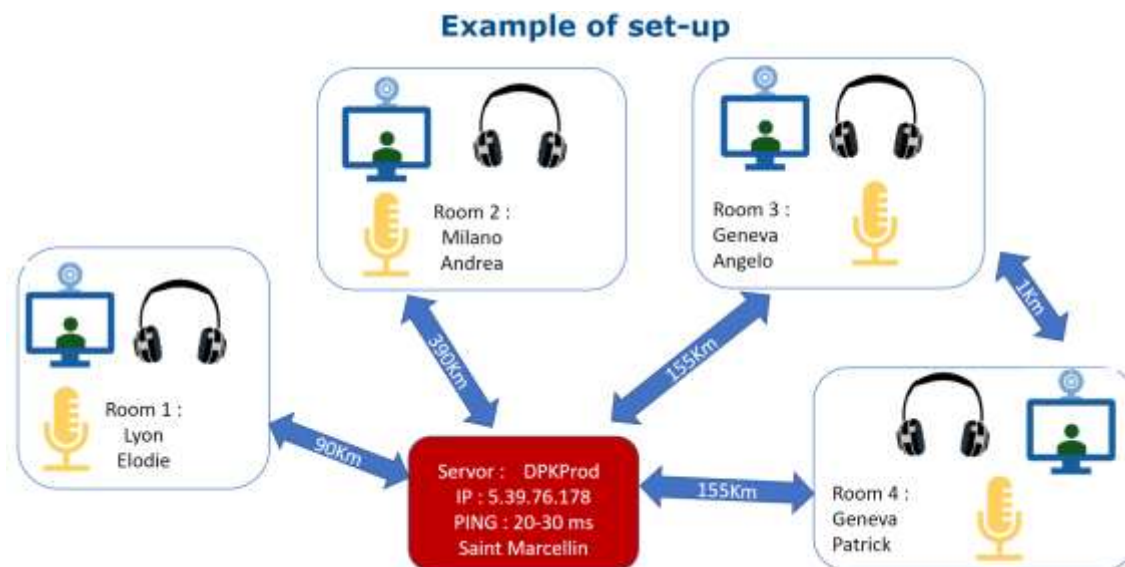 Example of set-up
Room 2 :
Milano
Andrea
Room 3 :
Geneva
Angelo
Room 1 :
Lyon
Elodie
390Km
155Km
1Km
90Km
Servor : DPKProd
IP : 5.39.76.178
PING : 20-30 ms
Saint Marcellin
155Km
Room 4 :
Geneva
Patrick